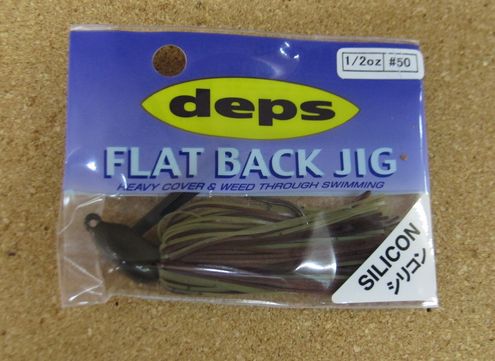 1/2oz #50
deps
FLAT BACK JIG
HEAVY COVER & WEED THROUGH SWIMMING
SILICON
シリコン